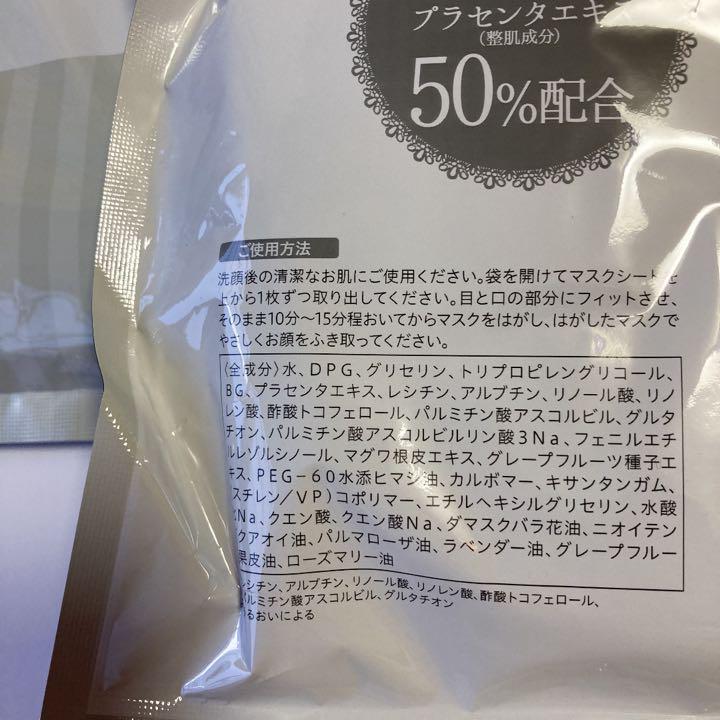 プラセンタエキス
(整肌成分)
50%配合
ご使用方法
洗顔後の清潔なお肌にご使用ください。袋を開けてマスクシートを
上から1枚ずつ取り出してください。目と口の部分にフィットさせ、
そのまま10分〜15分程おいてからマスクをはがし、はがしたマスクで
やさしくお顔をふき取ってください。
〈全成分〉水、DPG、グリセリン、トリプロピレングリコール、
BG、プラセンタエキス、レシチン、アルブチン、リノール酸、リノ
レン酸、酢酸トコフェロール、パルミチン酸アスコルビル、グルタ
チオン、パルミチン酸アスコルビルリン酸3Na、フェニルエチ
ルレゾルシノール、マグワ根皮エキス、グレープフルーツ種子エ
キス、PEG－60水添ヒマシ油、カルボマー、キサンタンガム、
スチレン／VP)コポリマー、エチルヘキシルグリセリン、水酸
Na、クエン酸、クエン酸Na、ダマスクバラ花油、ニオイテン
クアオイ油、パルマローザ油、ラベンダー油、グレープフルー
果皮油、ローズマリー油
シチン、アルブチン、リノール酸、リノレン酸、酢酸トコフェロール、
ルミチン酸アスコルビル、グルタチオン
るおいによる